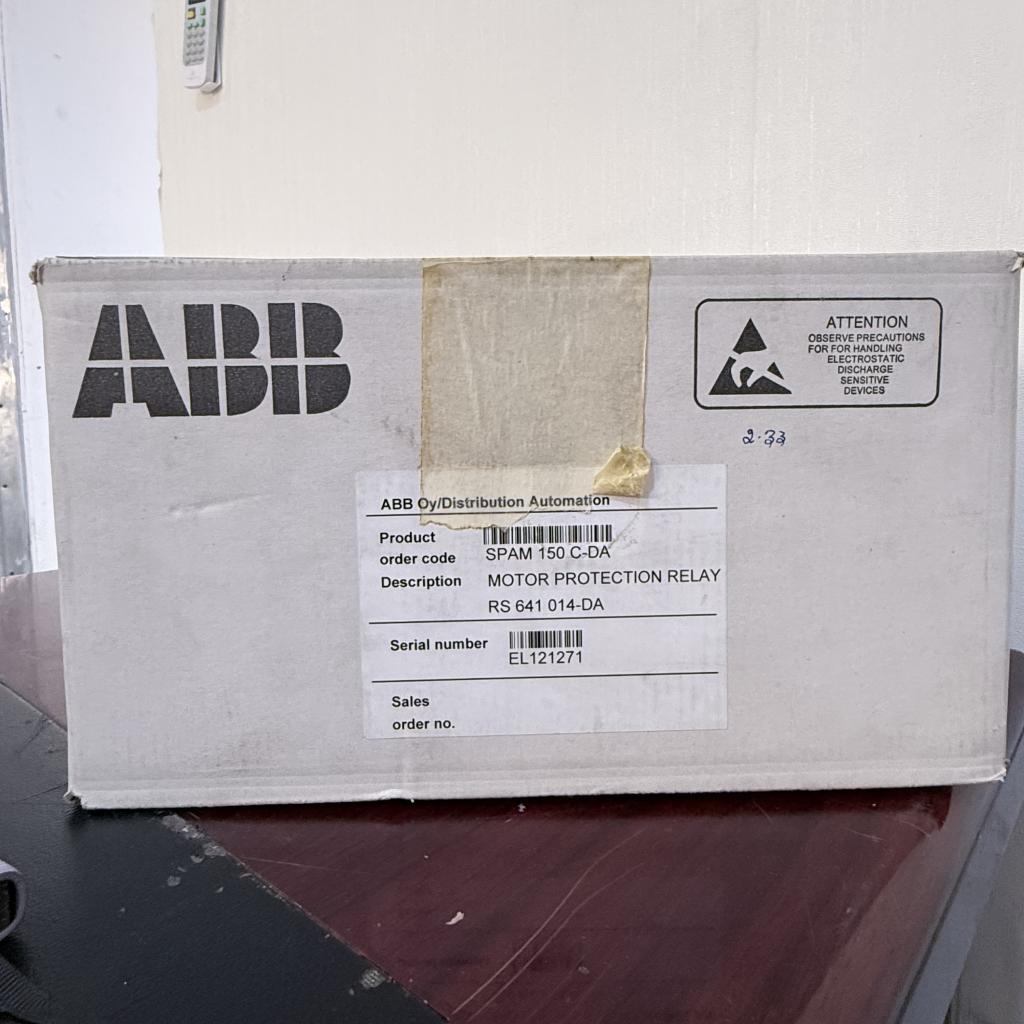 ABB
ATTENTION
OBSERVE PRECAUTIONS
FOR FOR HANDLING
ELECTROSTATIC
DISCHARGE
SENSITIVE
DEVICES
2.33
ABB Oy/Distribution Automation
Product
order code
SPAM 150 C-DA
Description MOTOR PROTECTION RELAY
RS 641 014-DA
Serial number
EL121271
Sales
order no.